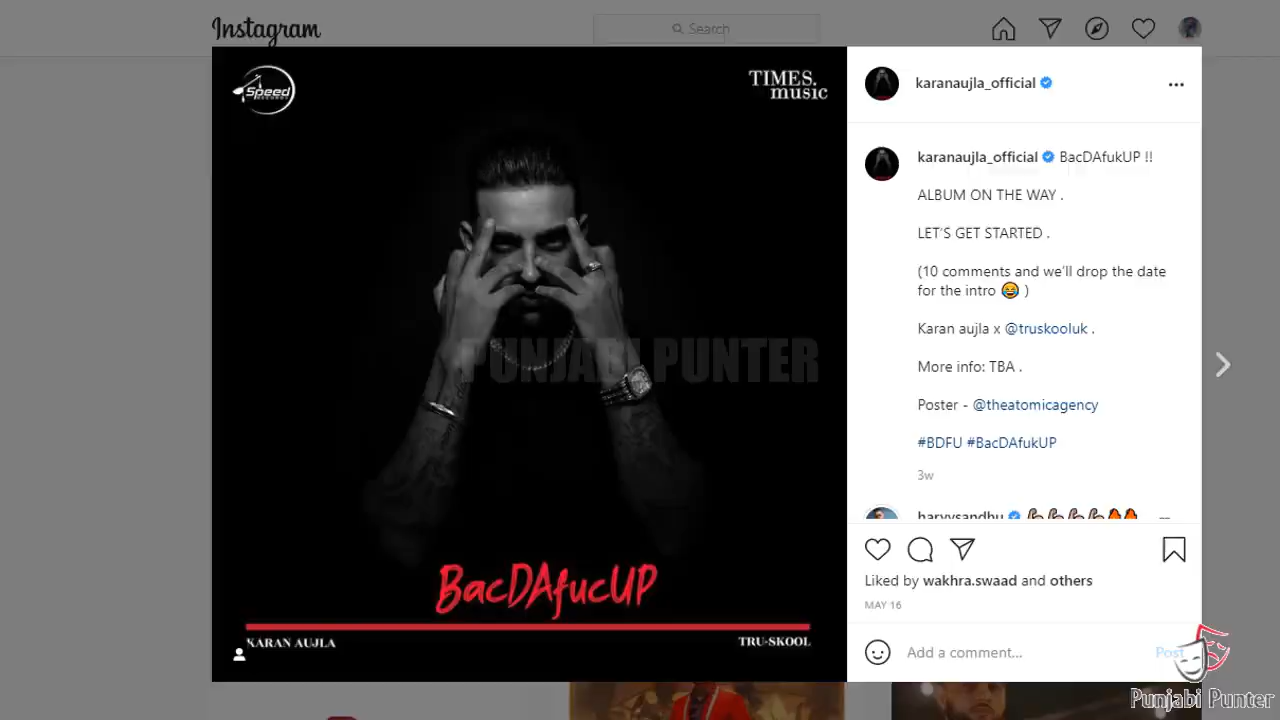 Instagram
Search
Speed
RECORDS
TIMES.
music
PUNJABI PUNTER
BacDAfucUP
KARAN AUJLA
TRU-SKOOL
karanaujla_official
karanaujla_official BacDAfukUP !!
ALBUM ON THE WAY .
LET'S GET STARTED .
(10 comments and we'll drop the date
for the intro 😂 )
Karan aujla x @truskooluk .
More info: TBA .
Poster - @theatomicagency
#BDFU #BacDAfukUP
3w
harvysandhu 💪💪💪💪🔥🔥
Liked by wakhra.swaad and others
MAY 16
Add a comment...
Post
Punjabi Punter